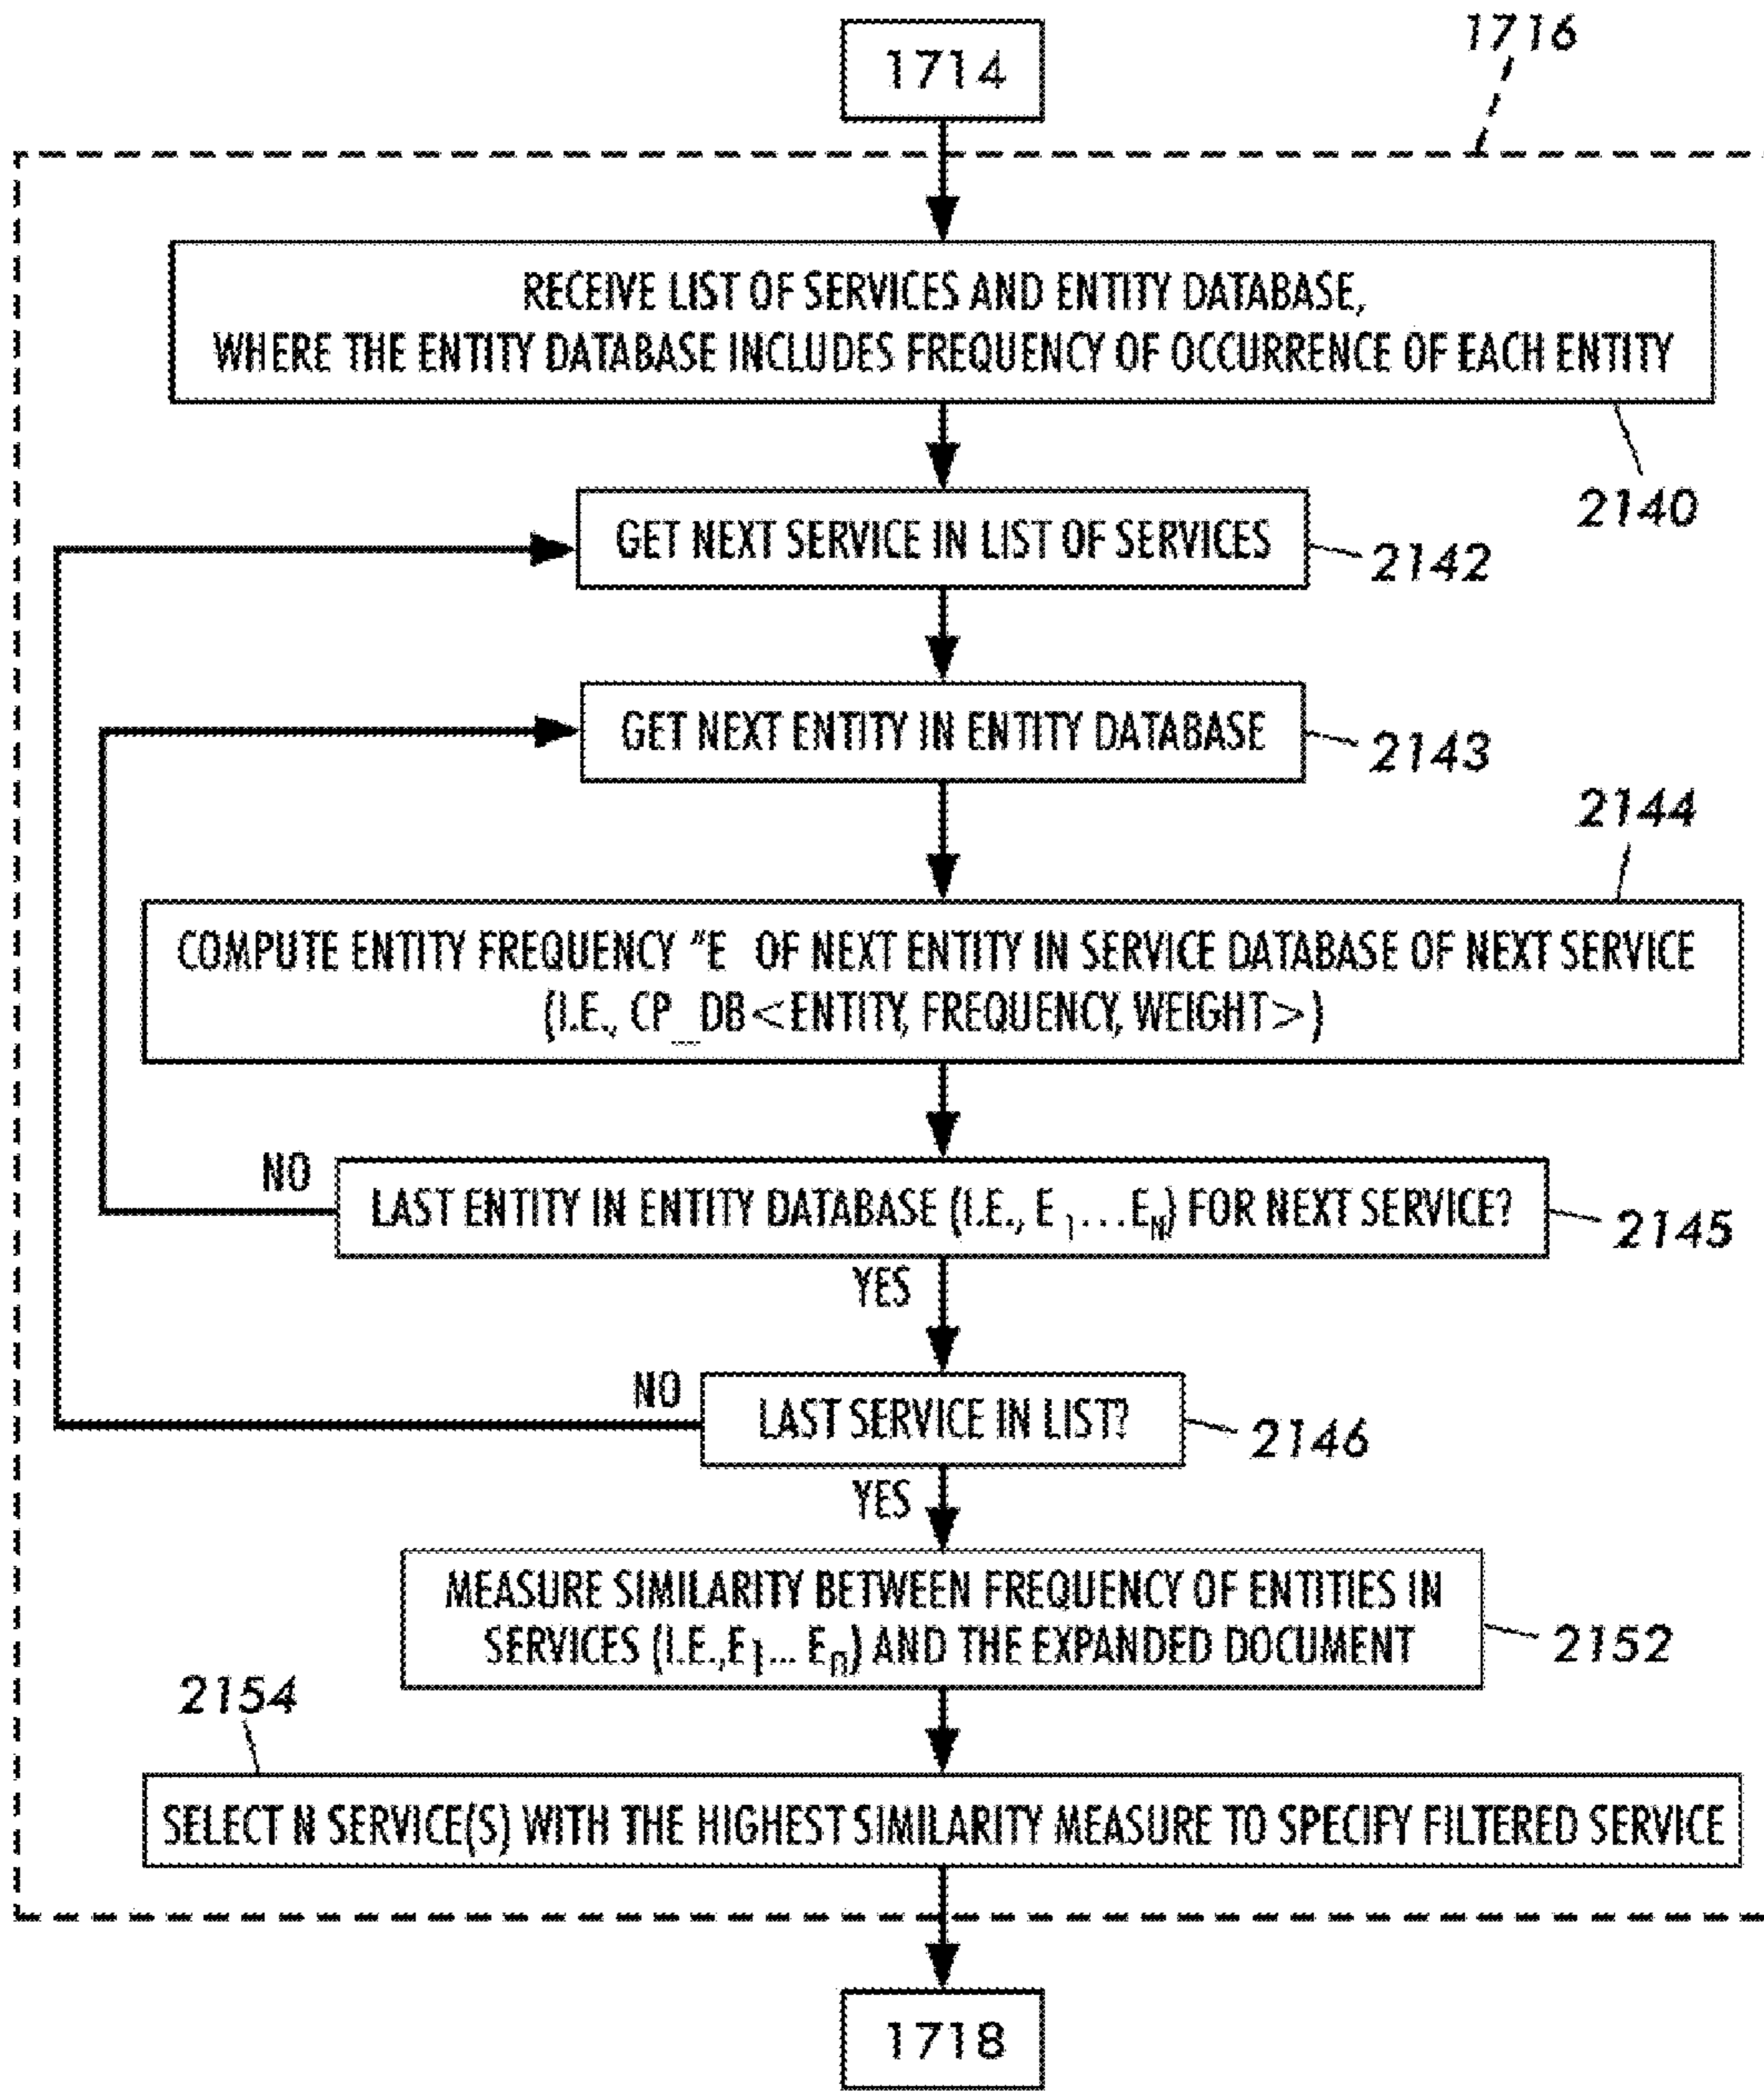 1714
1716
RECEIVE LIST OF SERVICES AND ENTITY DATABASE,
WHERE THE ENTITY DATABASE INCLUDES FREQUENCY OF OCCURRENCE OF EACH ENTITY
2140
GET NEXT SERVICE IN LIST OF SERVICES
2142
GET NEXT ENTITY IN ENTITY DATABASE
2143
2144
COMPUTE ENTITY FREQUENCY "E OF NEXT ENTITY IN SERVICE DATABASE OF NEXT SERVICE
(I.E., CP_DB<ENTITY, FREQUENCY, WEIGHT>)
NO
LAST ENTITY IN ENTITY DATABASE (I.E., E1...EN) FOR NEXT SERVICE?
2145
YES
NO
LAST SERVICE IN LIST?
2146
YES
MEASURE SIMILARITY BETWEEN FREQUENCY OF ENTITIES IN
SERVICES (I.E.,E1... En) AND THE EXPANDED DOCUMENT
2152
2154
SELECT N SERVICE(S) WITH THE HIGHEST SIMILARITY MEASURE TO SPECIFY FILTERED SERVICE
1718